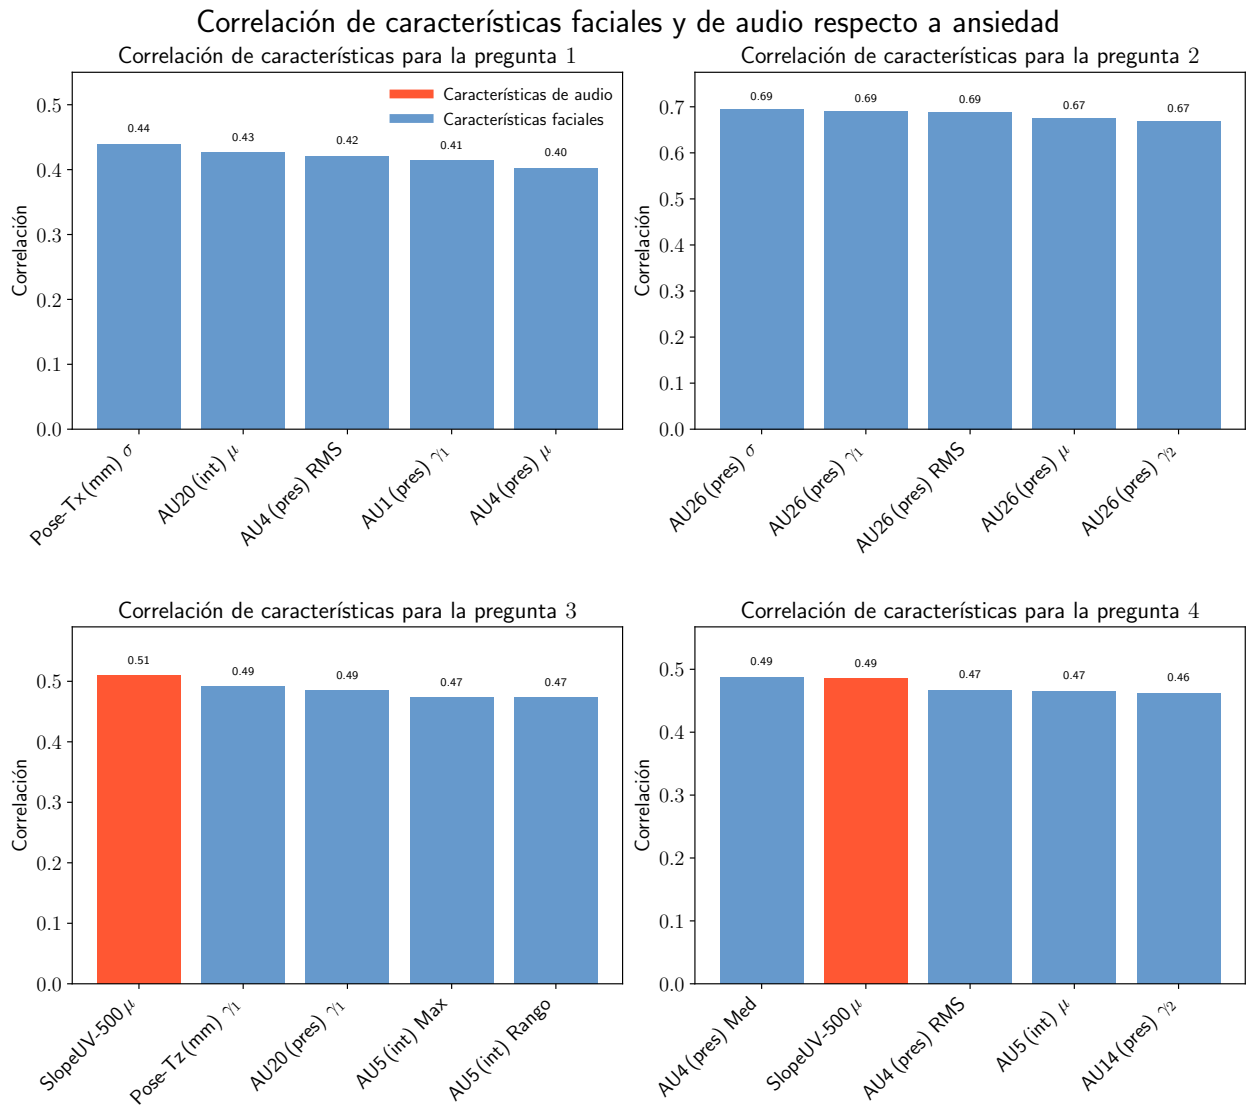 Correlación de características faciales y de audio respecto a ansiedad
Correlación de características para la pregunta 1
Correlación
0.5
0.4
0.3
0.2
0.1
0.0
Características de audio
Características faciales
0.44
0.43
0.42
0.41
0.40
Pose-Tx (mm) σ
AU20 (int) μ
AU4 (pres) RMS
AU1 (pres) γ₁
AU4 (pres) μ
Correlación de características para la pregunta 2
Correlación
0.7
0.6
0.5
0.4
0.3
0.2
0.1
0.0
0.69
0.69
0.69
0.67
0.67
AU26 (pres) σ
AU26 (pres) γ₁
AU26 (pres) RMS
AU26 (pres) μ
AU26 (pres) γ₂
Correlación de características para la pregunta 3
Correlación
0.5
0.4
0.3
0.2
0.1
0.0
0.51
0.49
0.49
0.47
0.47
SlopeUV-500 μ
Pose-Tz (mm) γ₁
AU20 (pres) γ₁
AU5 (int) Max
AU5 (int) Rango
Correlación de características para la pregunta 4
Correlación
0.5
0.4
0.3
0.2
0.1
0.0
0.49
0.49
0.47
0.47
0.46
AU4 (pres) Med
SlopeUV-500 μ
AU4 (pres) RMS
AU5 (int) μ
AU14 (pres) γ₂